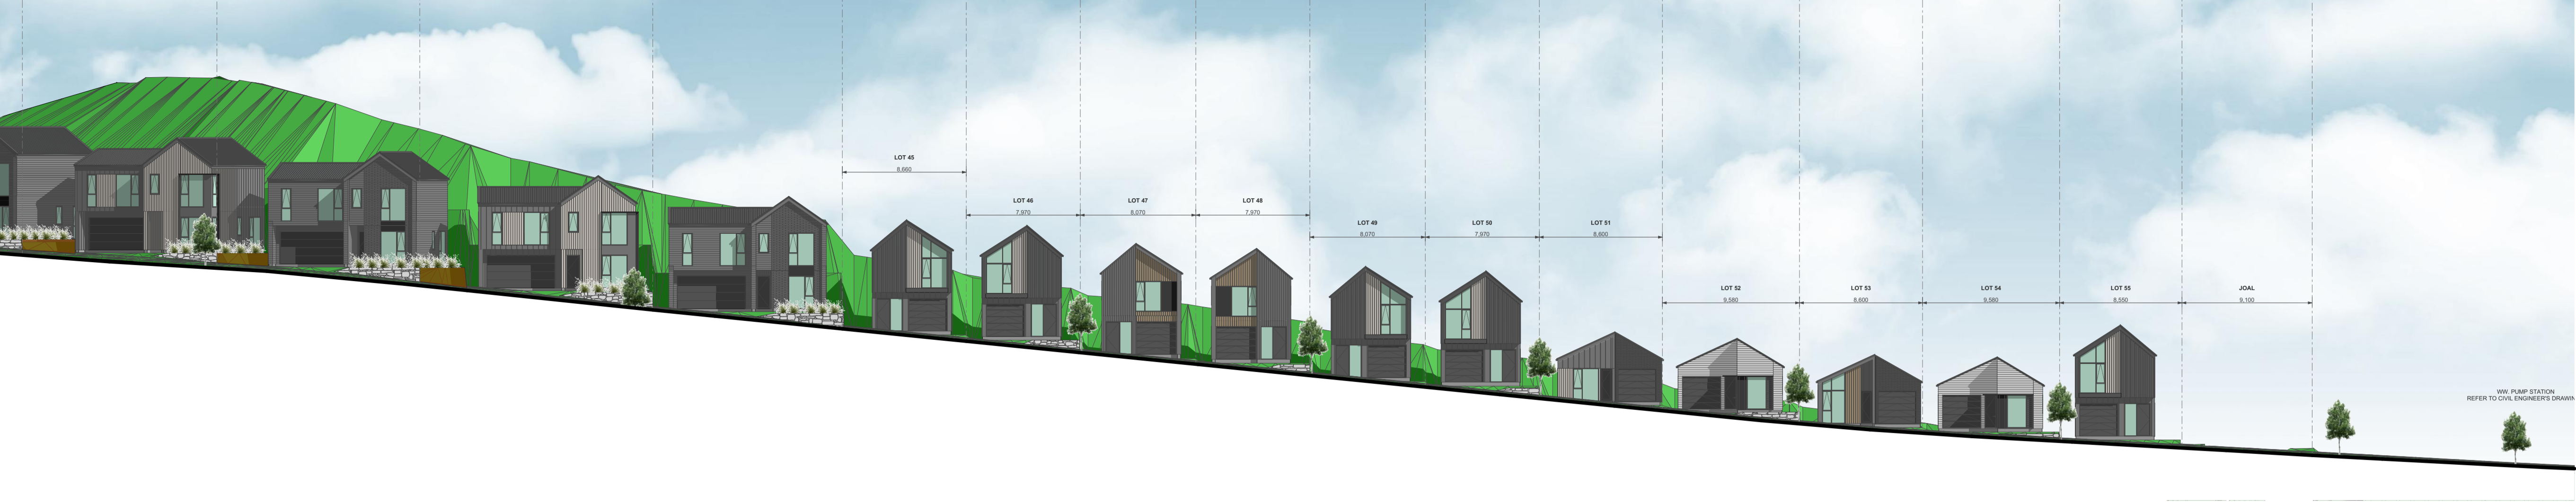 LOT 45
8,660
LOT 46
7,970
LOT 47
8,070
LOT 48
7,970
LOT 49
8,070
LOT 50
7,970
LOT 51
8,600
LOT 52
9,580
LOT 53
8,600
LOT 54
9,580
LOT 55
8,550
JOAL
9,100
WW. PUMP STATION
REFER TO CIVIL ENGINEER'S DRAWIN